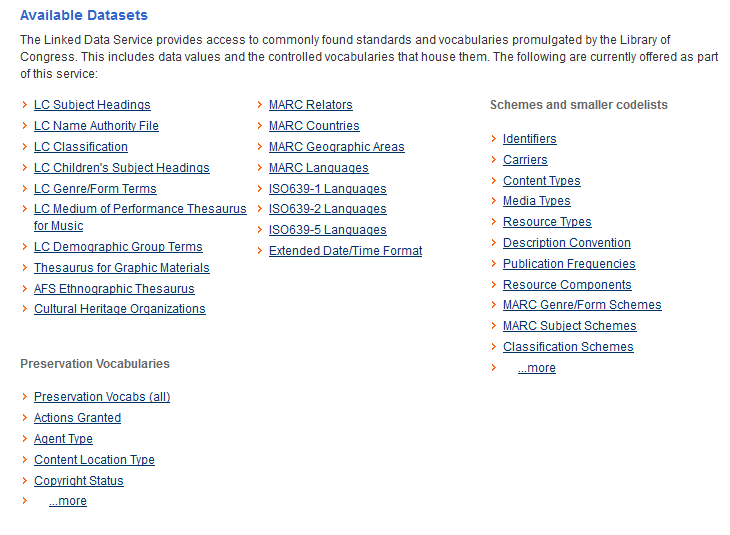 Available Datasets
The Linked Data Service provides access to commonly found standards and vocabularies promulgated by the Library of
Congress. This includes data values and the controlled vocabularies that house them. The following are currently offered as part
of this service:
LC Subject Headings
LC Name Authority File
LC Classification
LC Children's Subject Headings
LC Genre/Form Terms
LC Medium of Performance Thesaurus
for Music
LC Demographic Group Terms
Thesaurus for Graphic Materials
AFS Ethnographic Thesaurus
Cultural Heritage Organizations
MARC Relators
MARC Countries
MARC Geographic Areas
MARC Languages
ISO639-1 Languages
ISO639-2 Languages
ISO639-5 Languages
Extended Date/Time Format
Schemes and smaller codelists
Identifiers
Carriers
Content Types
Media Types
Resource Types
Description Convention
Publication Frequencies
Resource Components
MARC Genre/Form Schemes
MARC Subject Schemes
Classification Schemes
...more
Preservation Vocabularies
Preservation Vocabs (all)
Actions Granted
Agent Type
Content Location Type
Copyright Status
...more